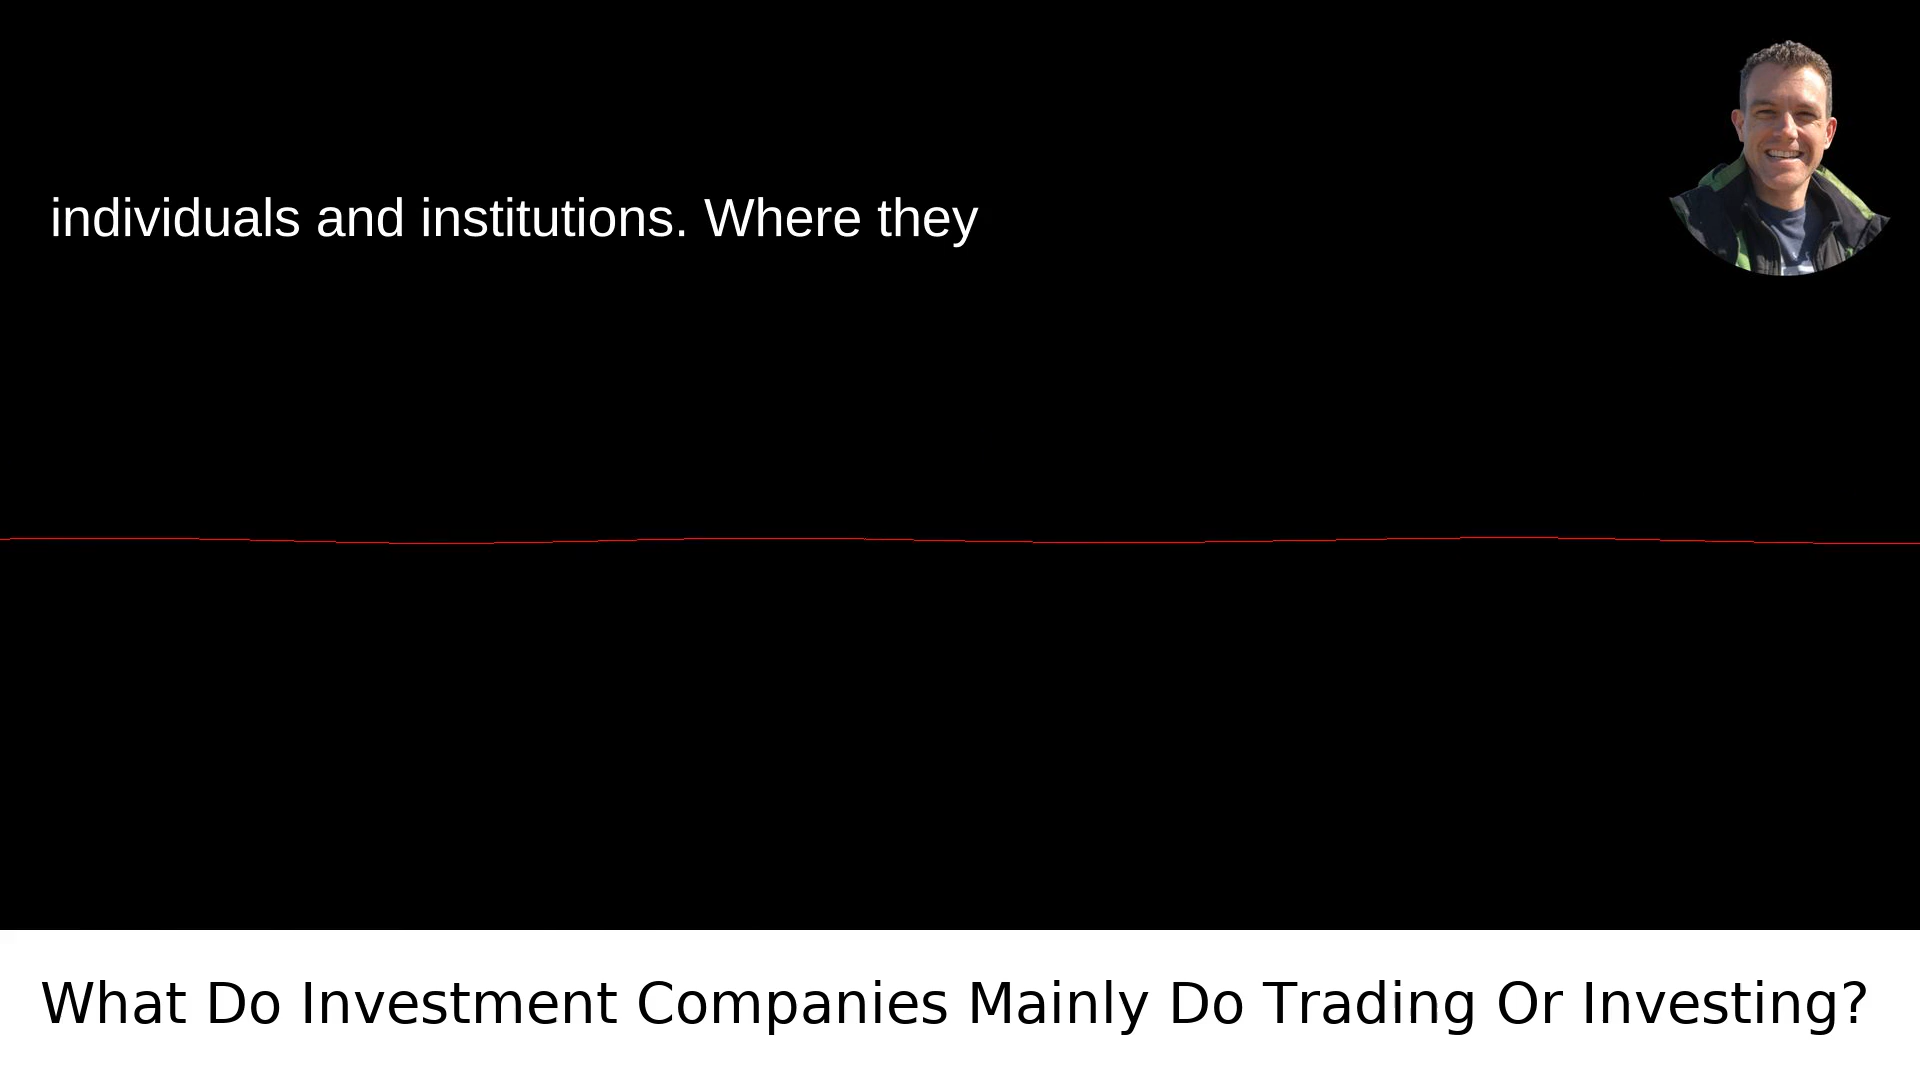 individuals and institutions. Where they
What Do Investment Companies Mainly Do Trading Or Investing?